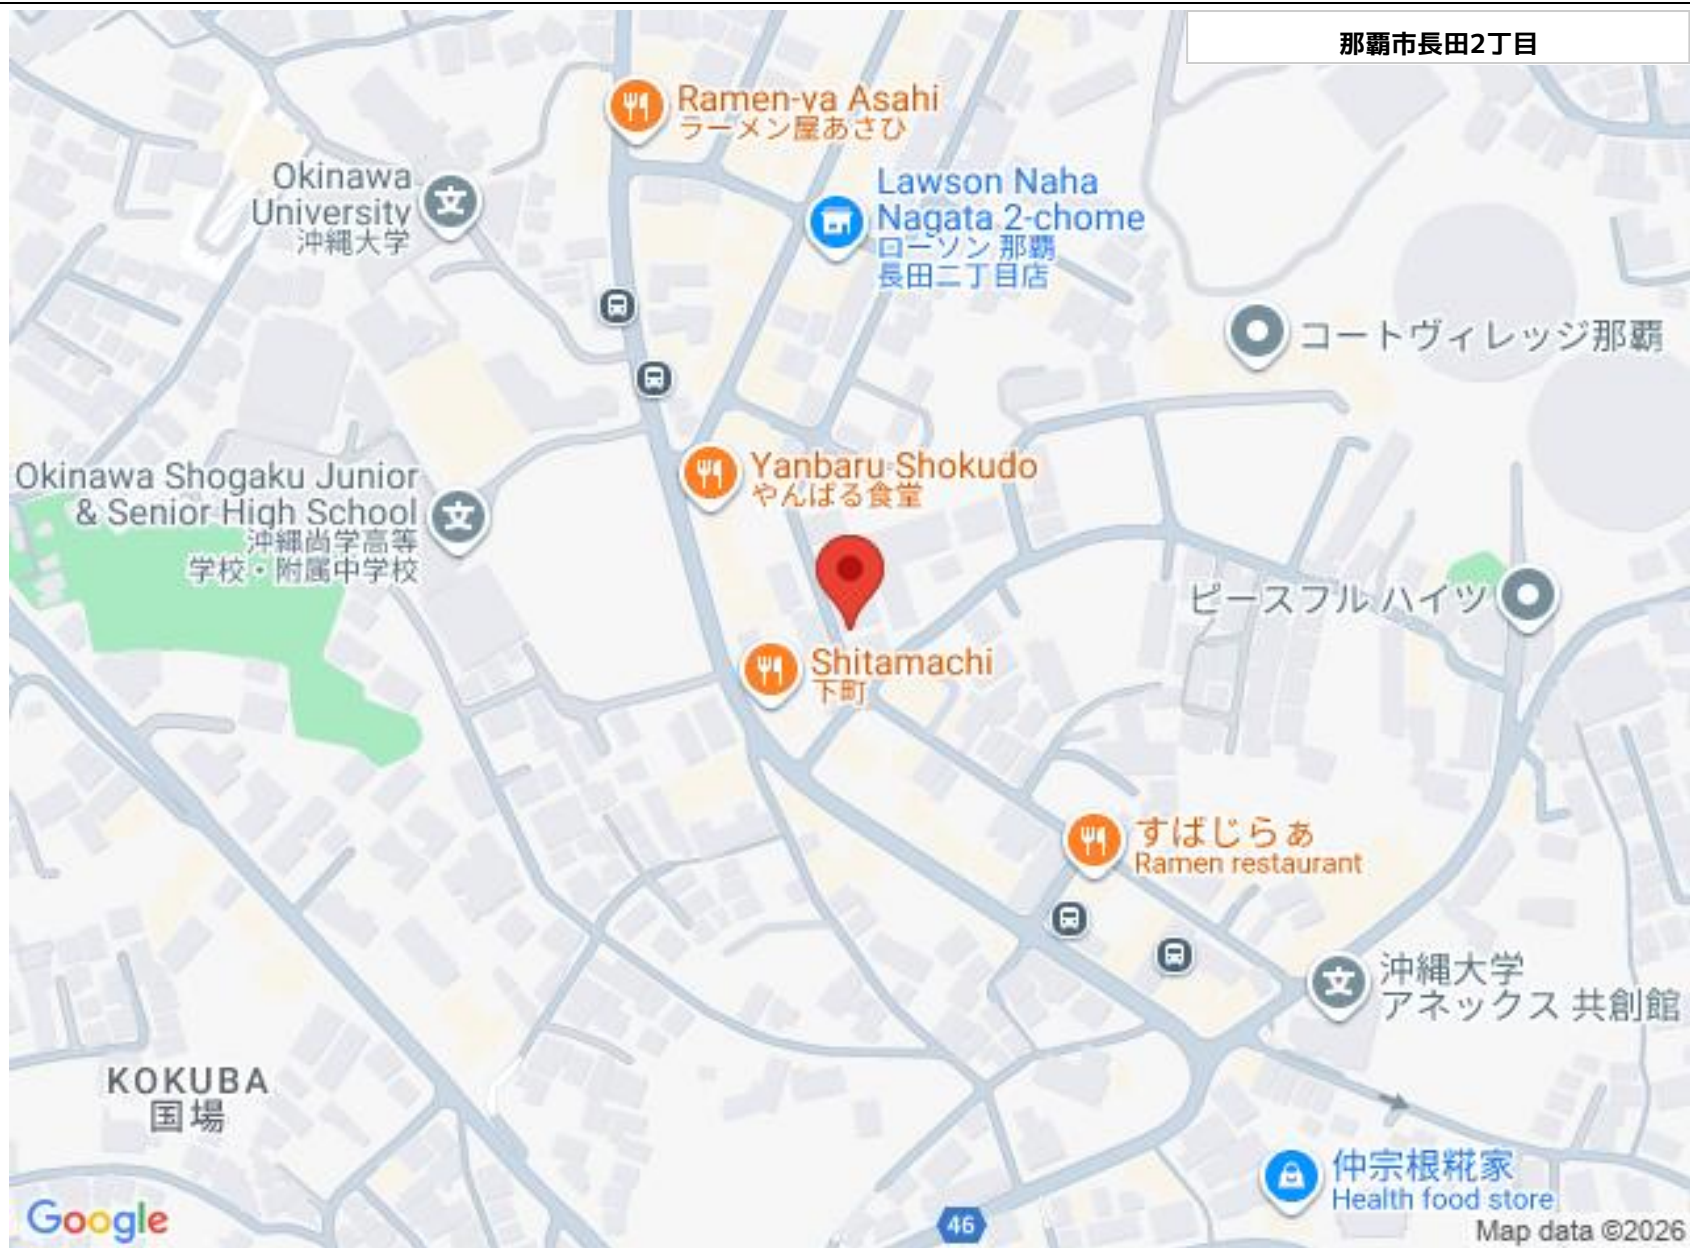 那覇市長田2丁目
Ramen-ya Asahi
ラーメン屋あさひ
Okinawa
University
沖縄大学
Lawson Naha
Nagata 2-chome
ローソン 那覇
長田二丁目店
コートヴィレッジ那覇
Okinawa Shogaku Junior
& Senior High School
沖縄尚学高等
学校・附属中学校
Yanbaru Shokudo
やんばる食堂
ピースフル ハイツ
Shitamachi
下町
すばじらぁ
Ramen restaurant
沖縄大学
アネックス 共創館
KOKUBA
国場
仲宗根糀家
Health food store
Google
46
Map data ©2026